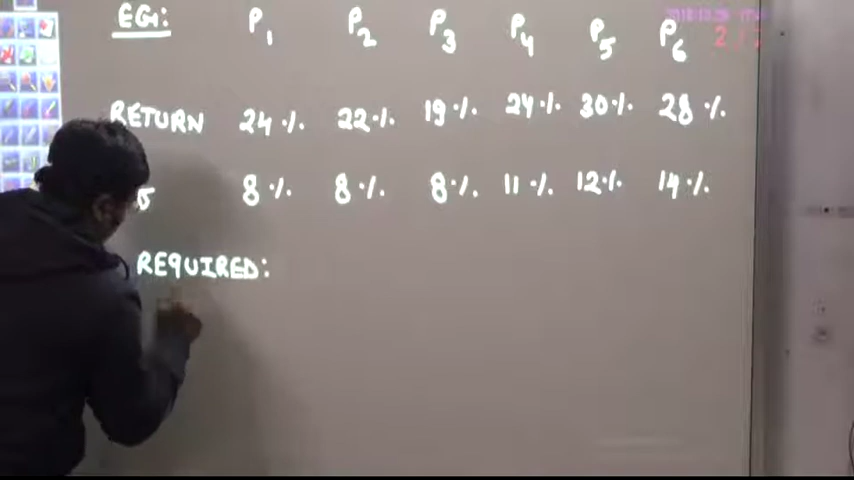 EG: P1 P2 P3 P4 P5 P6
RETURN 24% 22% 19% 24% 30% 28%
σ 8% 8% 8% 11% 12% 14%
REQUIRED: